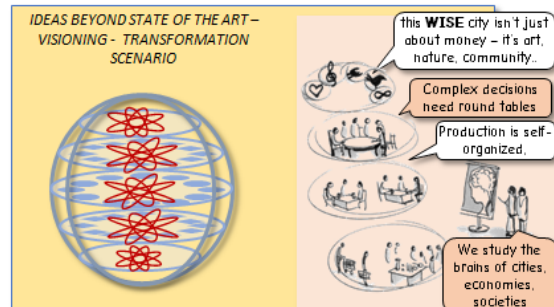 IDEAS BEYOND STATE OF THE ART –
VISIONING - TRANSFORMATION
SCENARIO
this WISE city isn't just
about money – it's art,
nature, community..
Complex decisions
need round tables
Production is self-
organized,
We study the
brains of cities,
economies,
societies